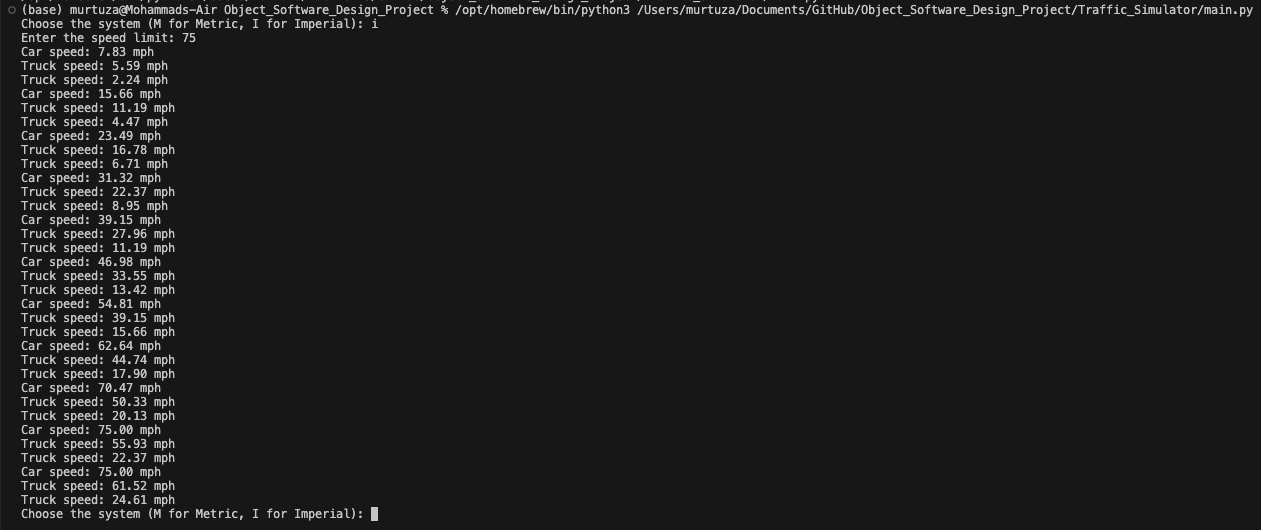 (base) murtuza@Mohammads-Air Object_Software_Design_Project % /opt/homebrew/bin/python3 /Users/murtuza/Documents/GitHub/Object_Software_Design_Project/Traffic_Simulator/main.py
Choose the system (M for Metric, I for Imperial): i
Enter the speed limit: 75
Car speed: 7.83 mph
Truck speed: 5.59 mph
Truck speed: 2.24 mph
Car speed: 15.66 mph
Truck speed: 11.19 mph
Truck speed: 4.47 mph
Car speed: 23.49 mph
Truck speed: 16.78 mph
Truck speed: 6.71 mph
Car speed: 31.32 mph
Truck speed: 22.37 mph
Truck speed: 8.95 mph
Car speed: 39.15 mph
Truck speed: 27.96 mph
Truck speed: 11.19 mph
Car speed: 46.98 mph
Truck speed: 33.55 mph
Truck speed: 13.42 mph
Car speed: 54.81 mph
Truck speed: 39.15 mph
Truck speed: 15.66 mph
Car speed: 62.64 mph
Truck speed: 44.74 mph
Truck speed: 17.90 mph
Car speed: 70.47 mph
Truck speed: 50.33 mph
Truck speed: 20.13 mph
Car speed: 75.00 mph
Truck speed: 55.93 mph
Truck speed: 22.37 mph
Car speed: 75.00 mph
Truck speed: 61.52 mph
Truck speed: 24.61 mph
Choose the system (M for Metric, I for Imperial):